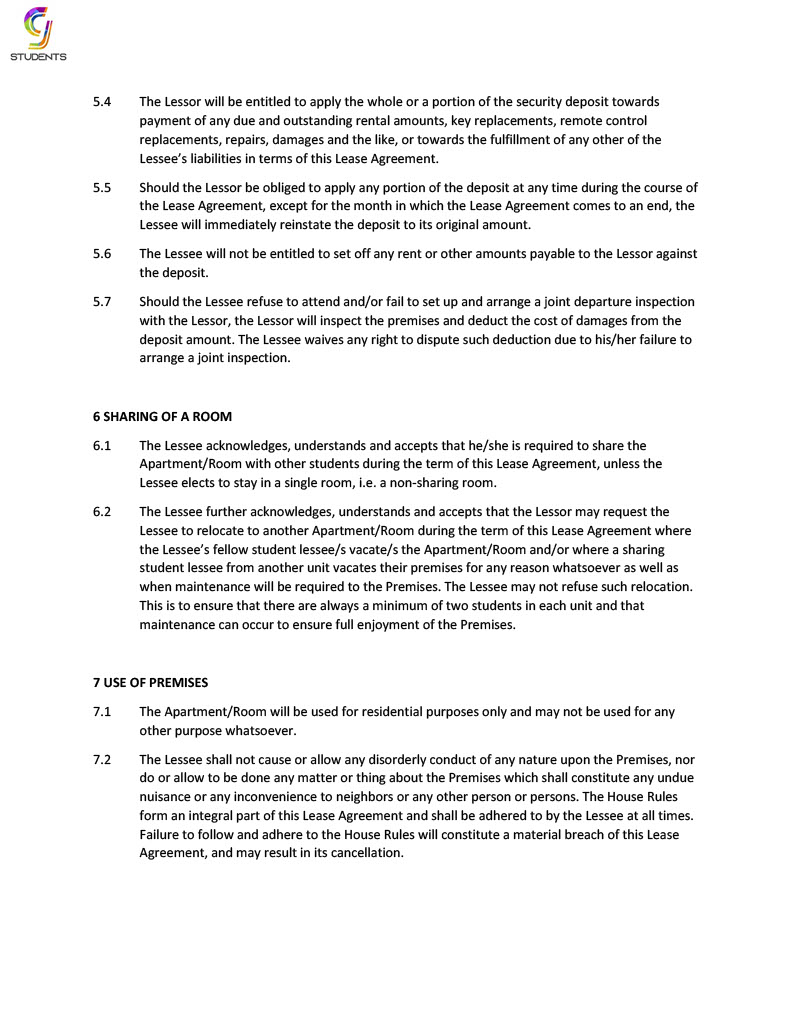 STUDENTS
5.4 The Lessor will be entitled to apply the whole or a portion of the security deposit towards
payment of any due and outstanding rental amounts, key replacements, remote control
replacements, repairs, damages and the like, or towards the fulfillment of any other of the
Lessee’s liabilities in terms of this Lease Agreement.
5.5 Should the Lessor be obliged to apply any portion of the deposit at any time during the course of
the Lease Agreement, except for the month in which the Lease Agreement comes to an end, the
Lessee will immediately reinstate the deposit to its original amount.
5.6 The Lessee will not be entitled to set off any rent or other amounts payable to the Lessor against
the deposit.
5.7 Should the Lessee refuse to attend and/or fail to set up and arrange a joint departure inspection
with the Lessor, the Lessor will inspect the premises and deduct the cost of damages from the
deposit amount. The Lessee waives any right to dispute such deduction due to his/her failure to
arrange a joint inspection.
6 SHARING OF A ROOM
6.1 The Lessee acknowledges, understands and accepts that he/she is required to share the
Apartment/Room with other students during the term of this Lease Agreement, unless the
Lessee elects to stay in a single room, i.e. a non-sharing room.
6.2 The Lessee further acknowledges, understands and accepts that the Lessor may request the
Lessee to relocate to another Apartment/Room during the term of this Lease Agreement where
the Lessee’s fellow student lessee/s vacate/s the Apartment/Room and/or where a sharing
student lessee from another unit vacates their premises for any reason whatsoever as well as
when maintenance will be required to the Premises. The Lessee may not refuse such relocation.
This is to ensure that there are always a minimum of two students in each unit and that
maintenance can occur to ensure full enjoyment of the Premises.
7 USE OF PREMISES
7.1 The Apartment/Room will be used for residential purposes only and may not be used for any
other purpose whatsoever.
7.2 The Lessee shall not cause or allow any disorderly conduct of any nature upon the Premises, nor
do or allow to be done any matter or thing about the Premises which shall constitute any undue
nuisance or any inconvenience to neighbors or any other person or persons. The House Rules
form an integral part of this Lease Agreement and shall be adhered to by the Lessee at all times.
Failure to follow and adhere to the House Rules will constitute a material breach of this Lease
Agreement, and may result in its cancellation.